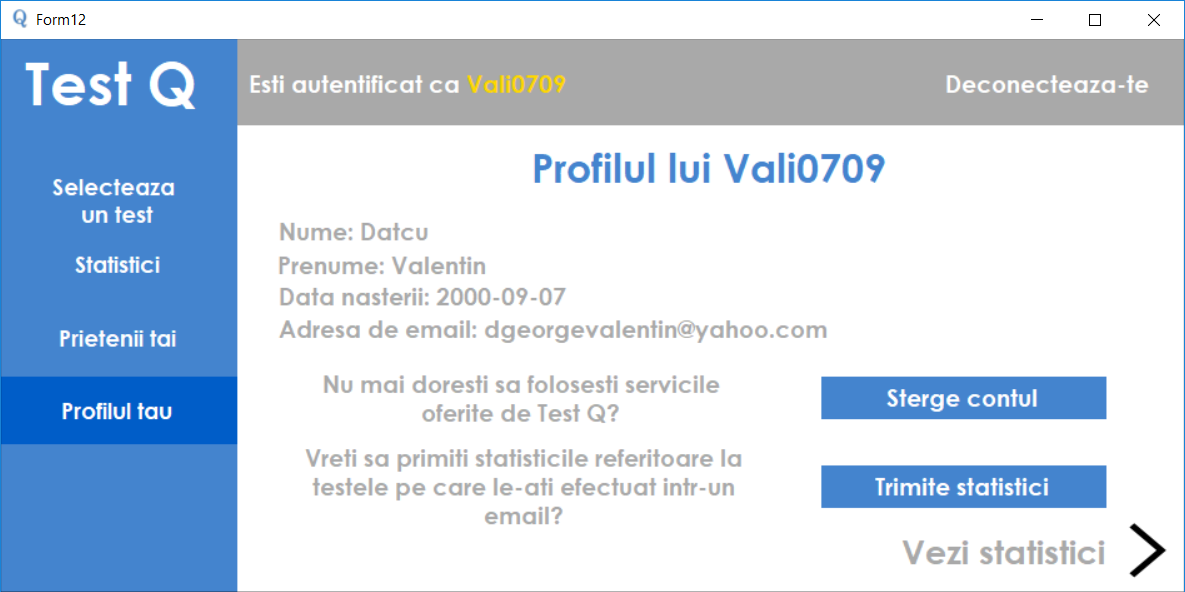 Q Form12
Test Q
Esti autentificat ca Vali0709
Deconecteaza-te
Selecteaza
un test
Statistici
Prietenii tai
Profilul tau
Profilul lui Vali0709
Nume: Datcu
Prenume: Valentin
Data nasterii: 2000-09-07
Adresa de email: dgeorgevalentin@yahoo.com
Nu mai doresti sa folosesti servicile
oferite de Test Q?
Sterge contul
Vreti sa primiti statisticile referitoare la
testele pe care le-ati efectuat intr-un
email?
Trimite statistici
Vezi statistici